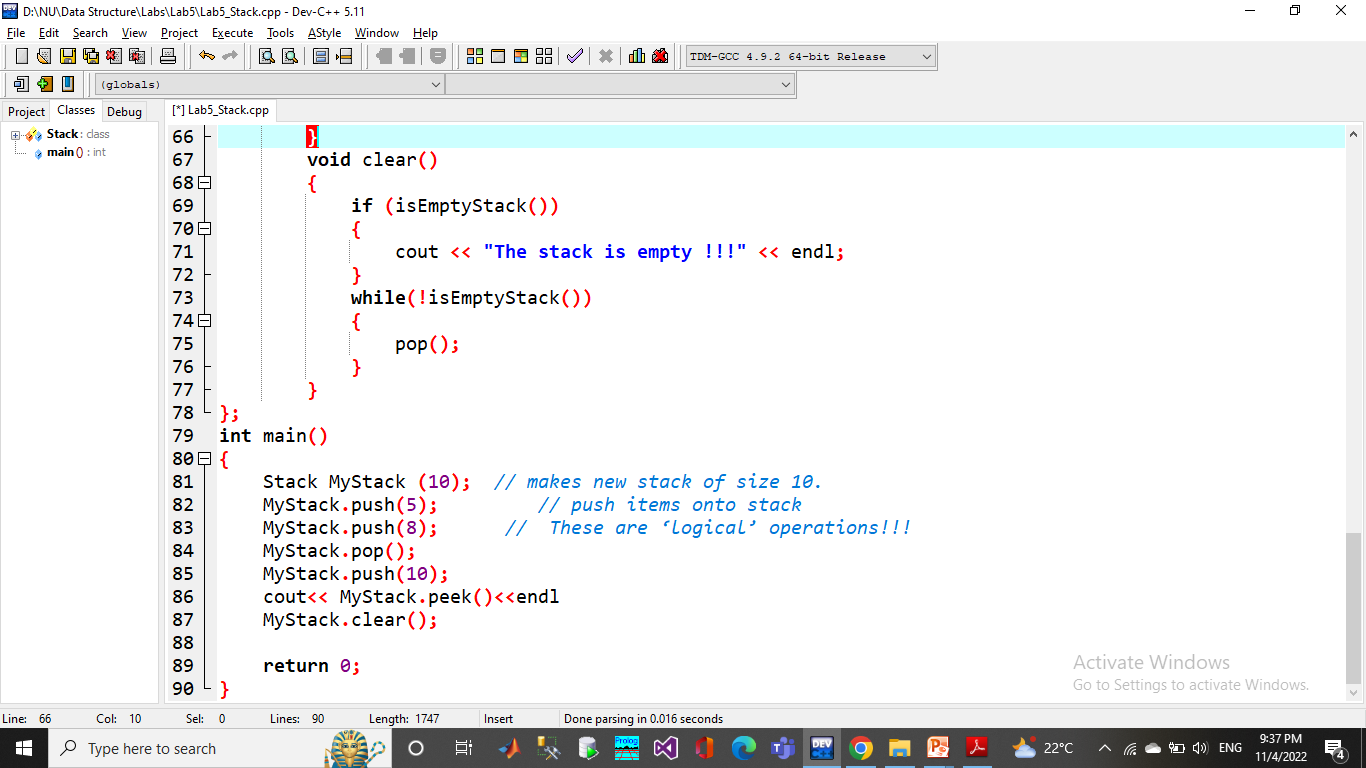 D:\NU\Data Structure\Labs\Lab5\Lab5_Stack.cpp - Dev-C++ 5.11
File Edit Search View Project Execute Tools AStyle Window Help
TDM-GCC 4.9.2 64-bit Release
(globals)
Project Classes Debug [*] Lab5_Stack.cpp
Stack : class
main () : int
66 }
67 void clear()
68 {
69 if (isEmptyStack())
70 {
71 cout << "The stack is empty !!!" << endl;
72 }
73 while(!isEmptyStack())
74 {
75 pop();
76 }
77 }
78 };
79 int main()
80 {
81 Stack MyStack (10); // makes new stack of size 10.
82 MyStack.push(5); // push items onto stack
83 MyStack.push(8); // These are ‘logical’ operations!!!
84 MyStack.pop();
85 MyStack.push(10);
86 cout<< MyStack.peek()<<endl
87 MyStack.clear();
88
89 return 0;
90 }
Activate Windows
Go to Settings to activate Windows.
Line: 66 Col: 10 Sel: 0 Lines: 90 Length: 1747 Insert Done parsing in 0.016 seconds
Type here to search
Prolog
DEV
22°C
ENG
9:37 PM
11/4/2022
4